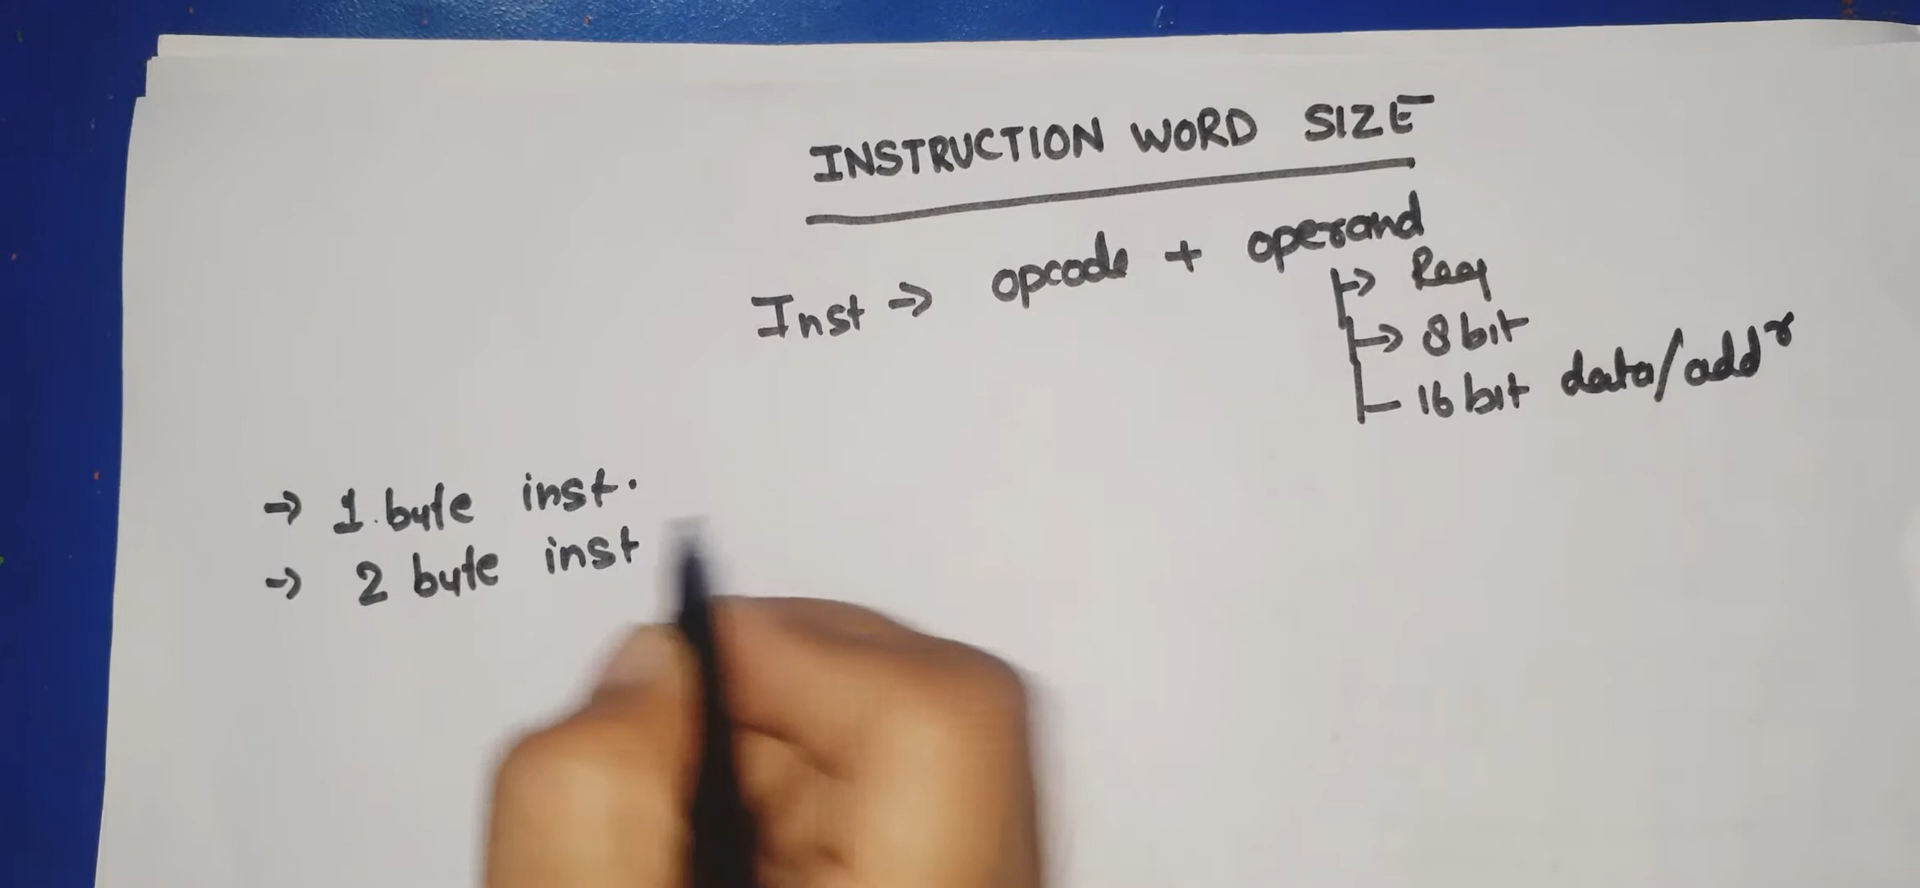 INSTRUCTION WORD SIZE
Inst ⇒ opcode + operand
→ Reg
→ 8 bit
16 bit data/addr
→ 1 byte inst.
→ 2 byte inst